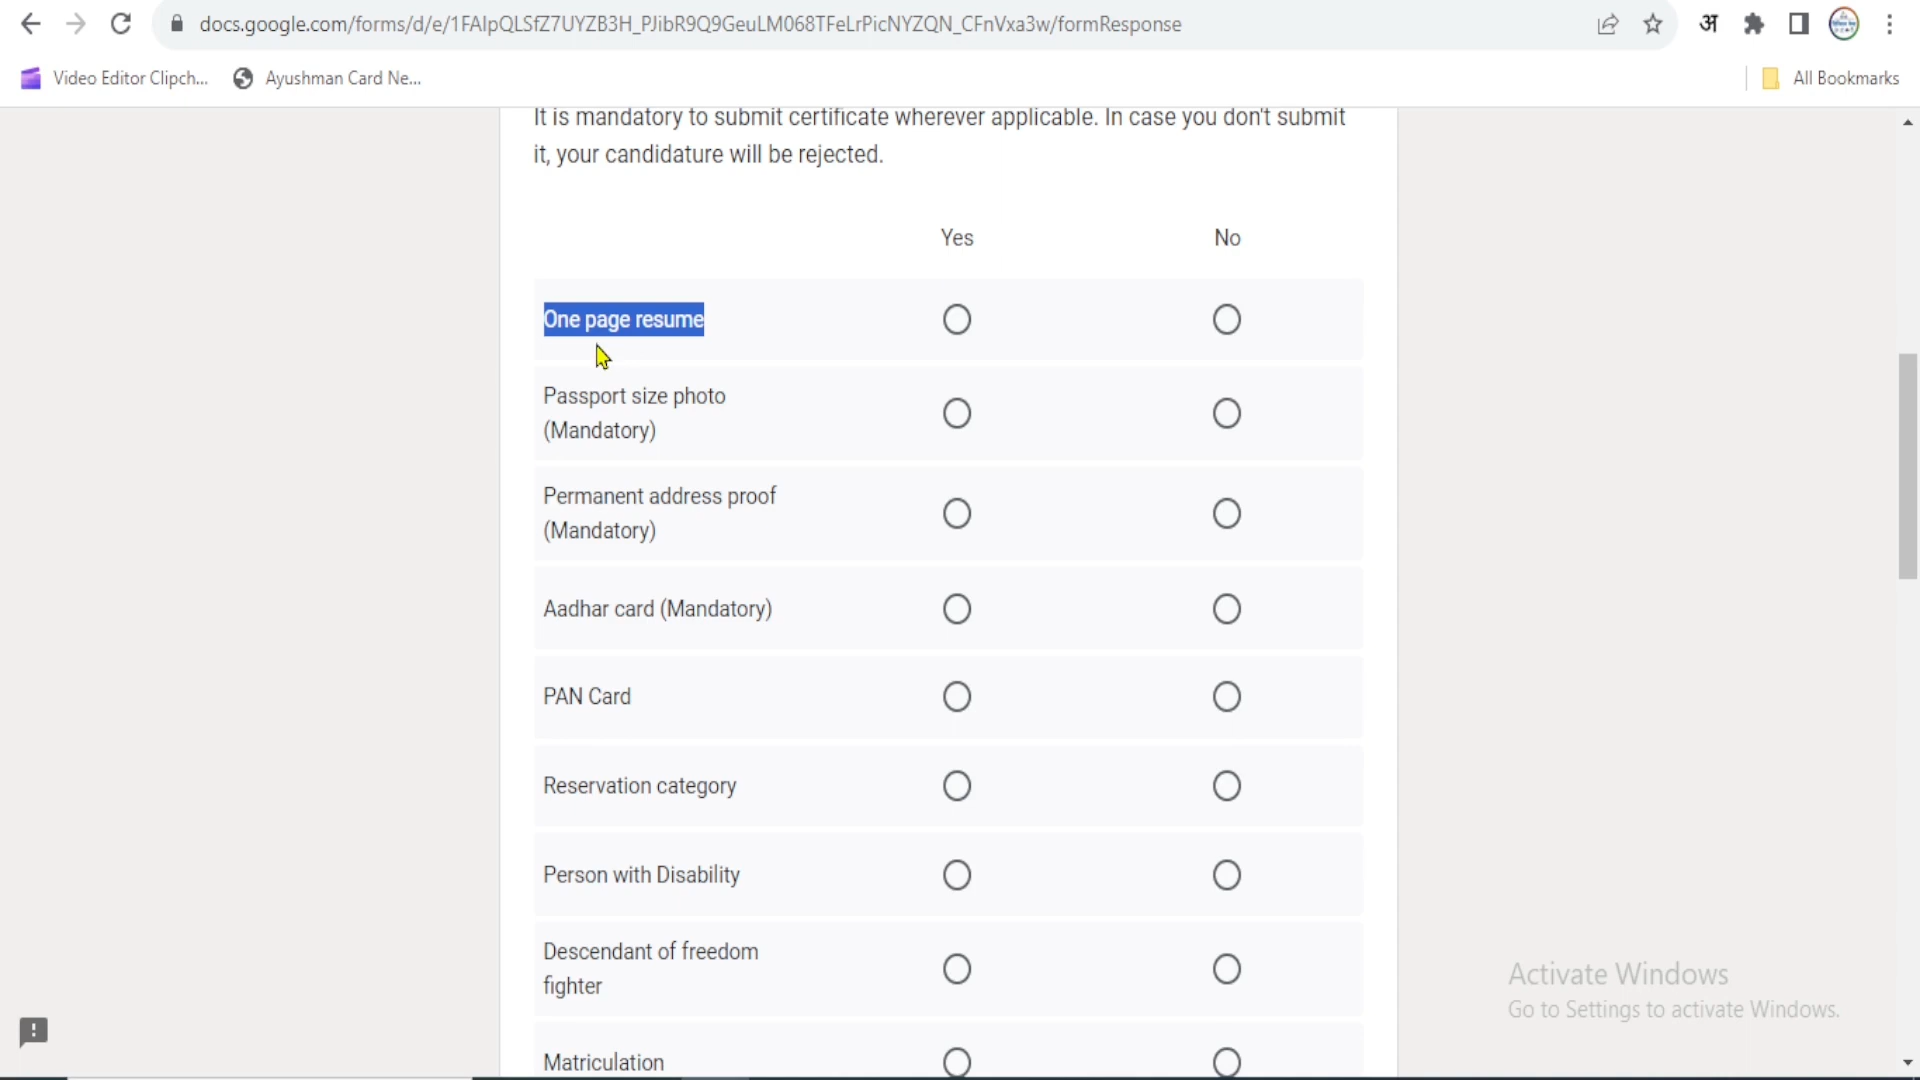 docs.google.com/forms/d/e/1FAIpQLSfZ7UYZB3H_PJibR9Q9GeuLM068TFeLrPicNYZQN_CFnVxa3w/formResponse
अ
Video Editor Clipch...
Ayushman Card Ne...
All Bookmarks
It is mandatory to submit certificate wherever applicable. In case you don't submit
it, your candidature will be rejected.
Yes
No
One page resume
Passport size photo
(Mandatory)
Permanent address proof
(Mandatory)
Aadhar card (Mandatory)
PAN Card
Reservation category
Person with Disability
Descendant of freedom
fighter
Matriculation
Activate Windows
Go to Settings to activate Windows.